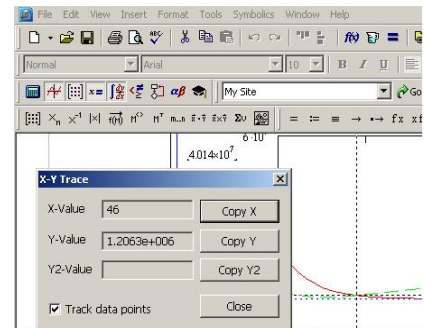 File Edit View Insert Format Tools Symbolics Window Help
Normal Arial 10 B I U
My Site Go
6·10
4.014×10⁷
X-Y Trace
X-Value 46 Copy X
Y-Value 1.2063e+006 Copy Y
Y2-Value Copy Y2
Track data points Close